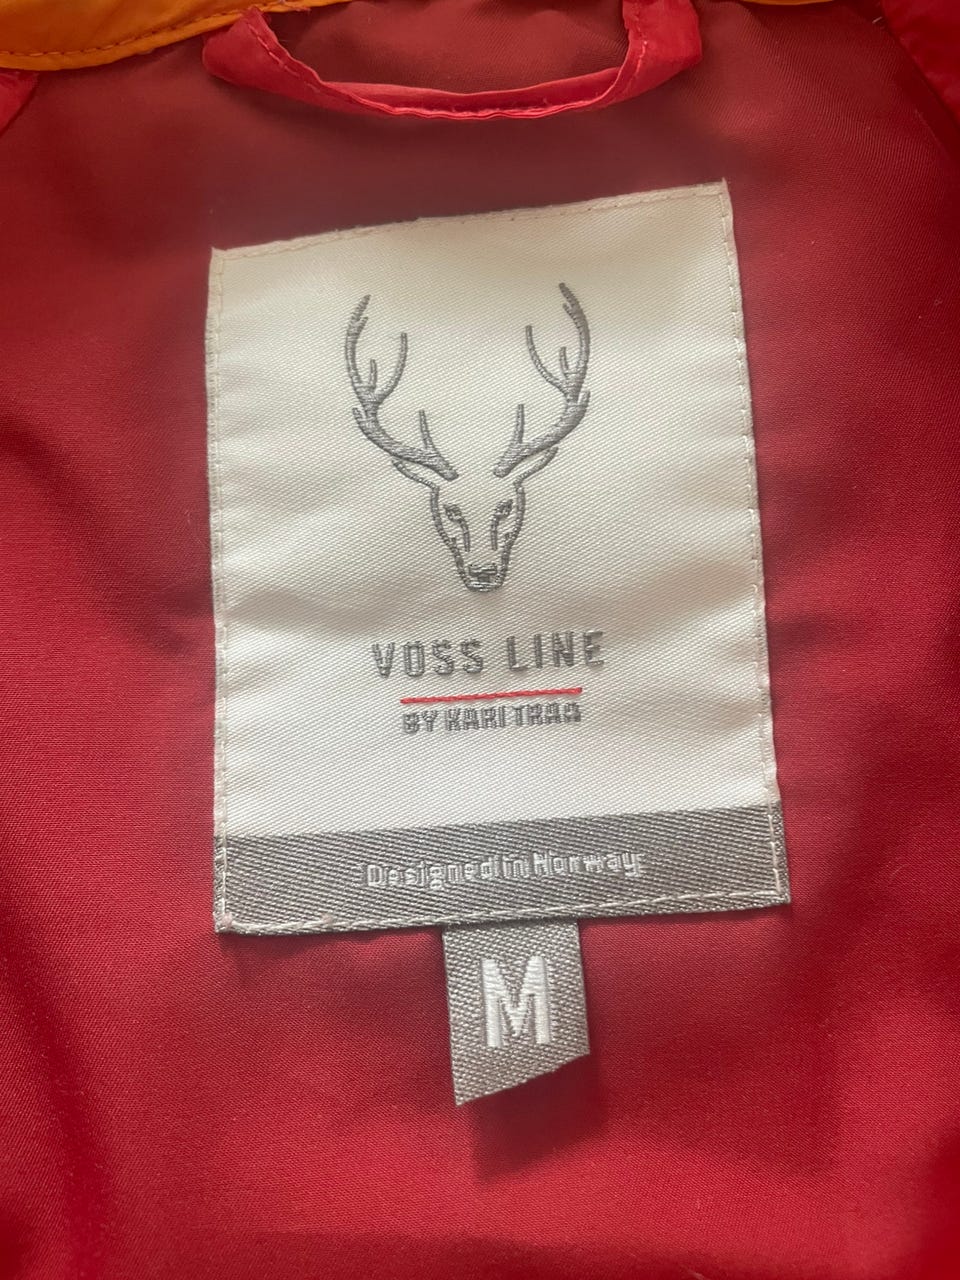 VOSS LINE
BY KARI TRAA
Designed in Norway
M